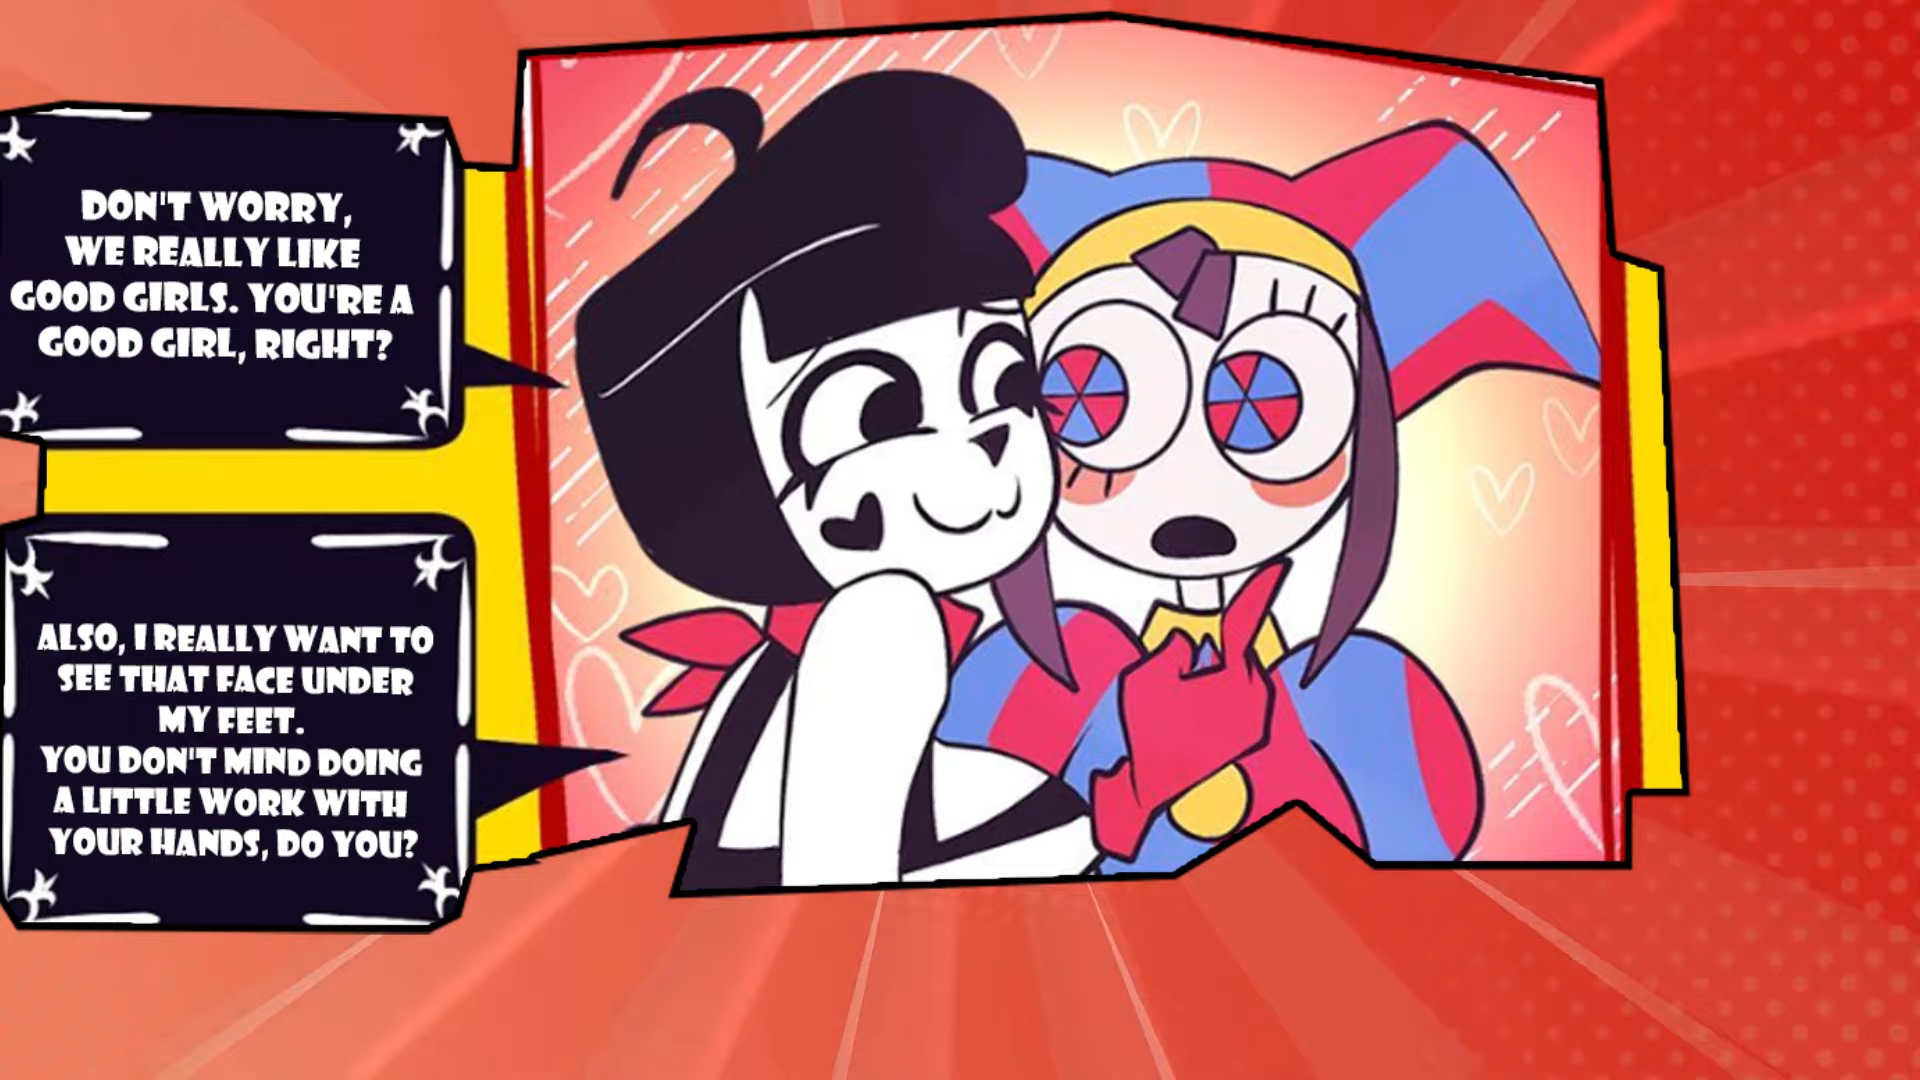 DON'T WORRY,
WE REALLY LIKE
GOOD GIRLS. YOU'RE A
GOOD GIRL, RIGHT?
ALSO, I REALLY WANT TO
SEE THAT FACE UNDER
MY FEET.
YOU DON'T MIND DOING
A LITTLE WORK WITH
YOUR HANDS, DO YOU?